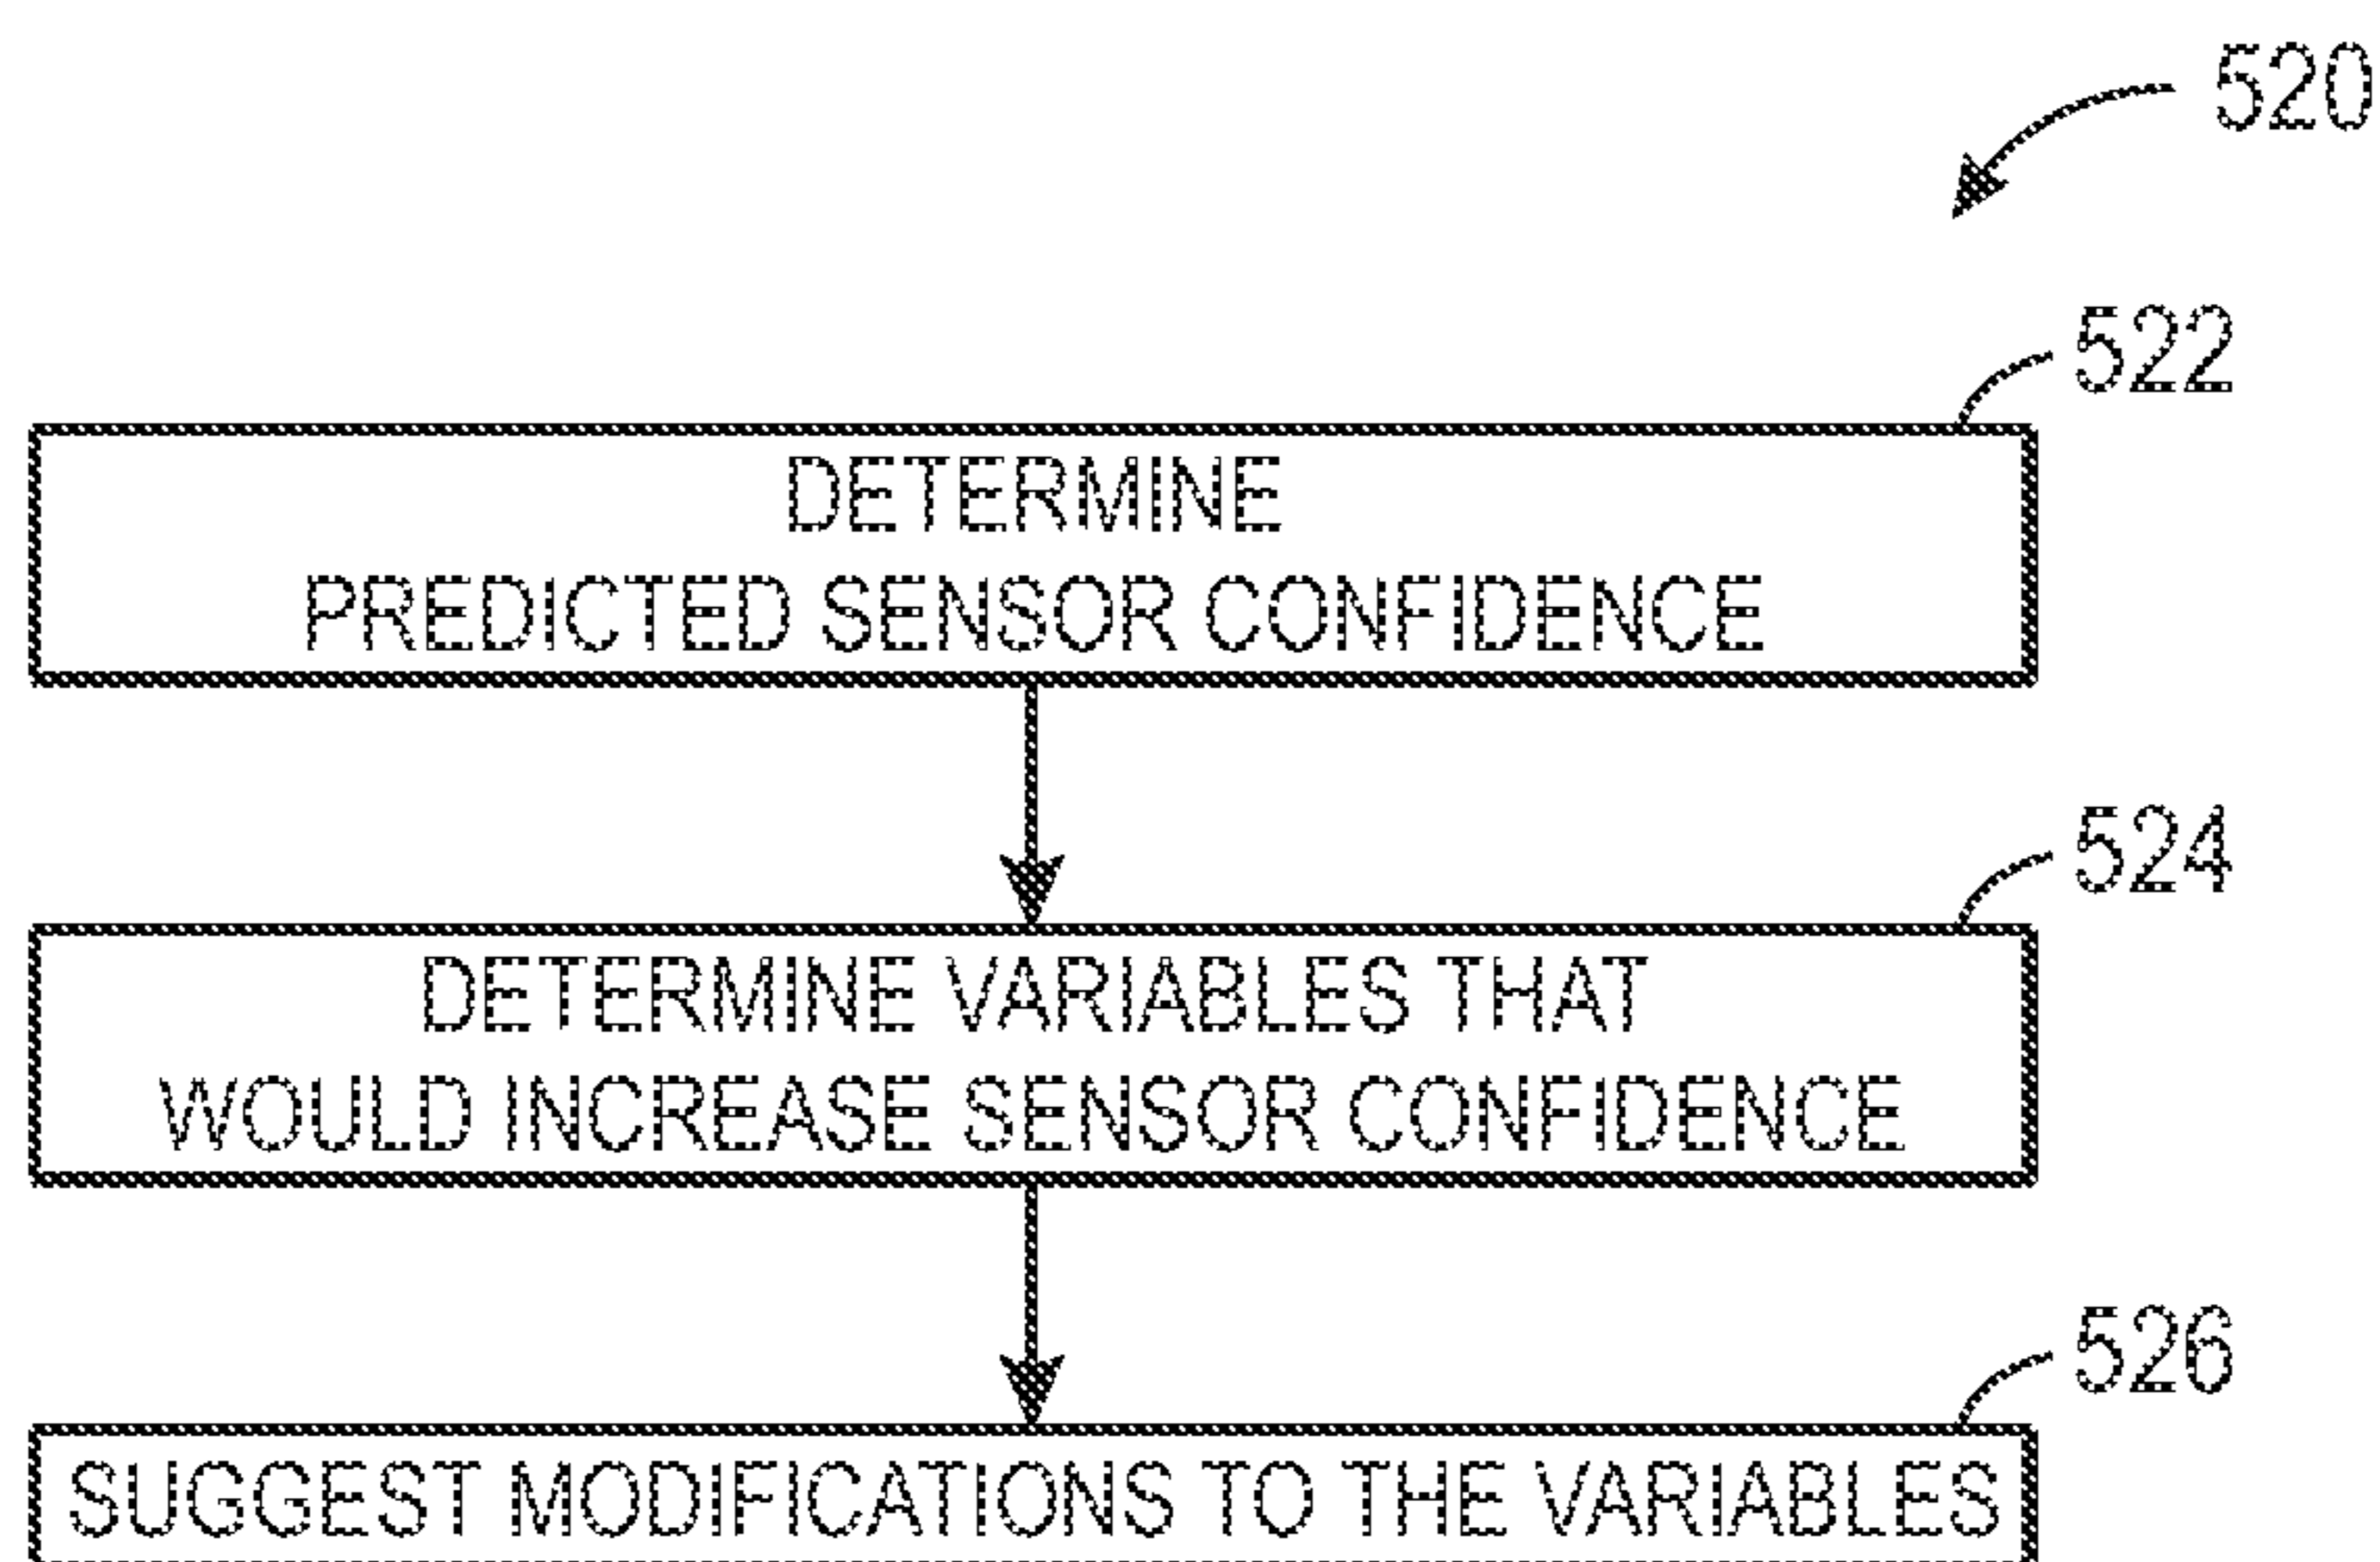 520
522
DETERMINE
PREDICTED SENSOR CONFIDENCE
524
DETERMINE VARIABLES THAT
WOULD INCREASE SENSOR CONFIDENCE
526
SUGGEST MODIFICATIONS TO THE VARIABLES